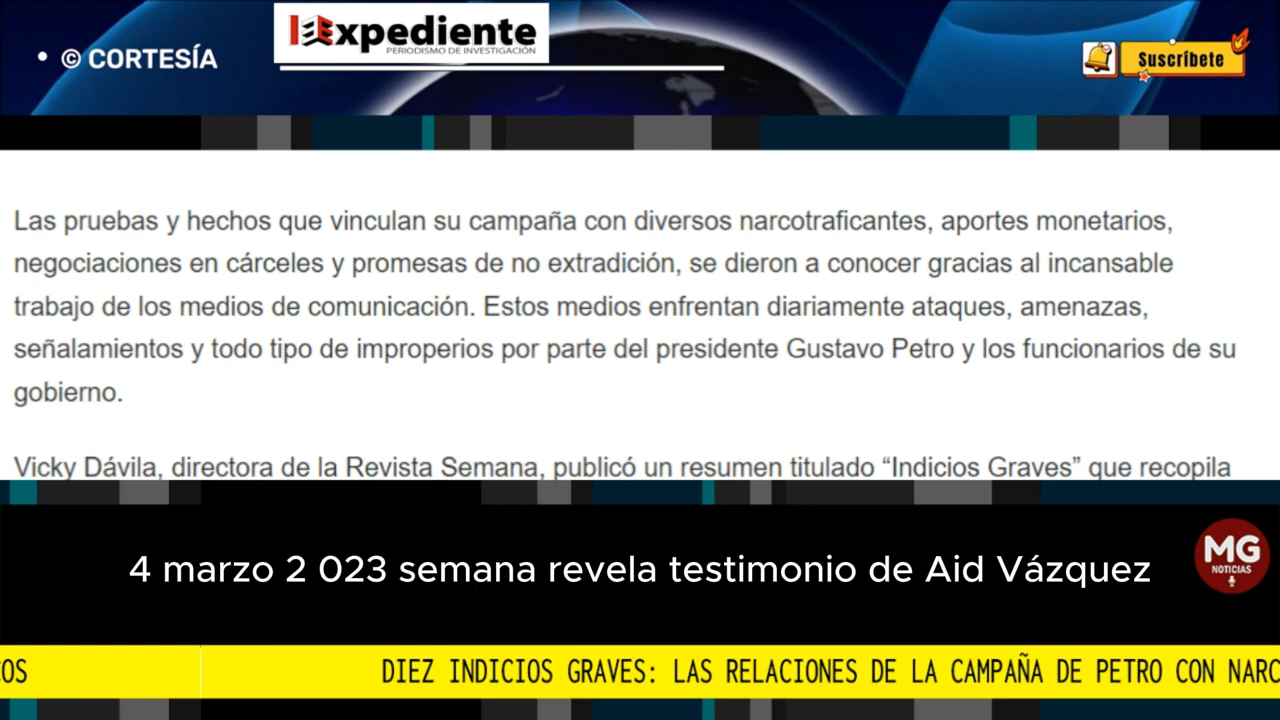 • © CORTESÍA
Expediente
PERIODISMO DE INVESTIGACIÓN
Suscríbete
Las pruebas y hechos que vinculan su campaña con diversos narcotraficantes, aportes monetarios,
negociaciones en cárceles y promesas de no extradición, se dieron a conocer gracias al incansable
trabajo de los medios de comunicación. Estos medios enfrentan diariamente ataques, amenazas,
señalamientos y todo tipo de improperios por parte del presidente Gustavo Petro y los funcionarios de su
gobierno.
Vicky Dávila, directora de la Revista Semana, publicó un resumen titulado “Indicios Graves” que recopila
4 marzo 2 023 semana revela testimonio de Aid Vázquez
MG
NOTICIAS
OS
DIEZ INDICIOS GRAVES: LAS RELACIONES DE LA CAMPAÑA DE PETRO CON NARC